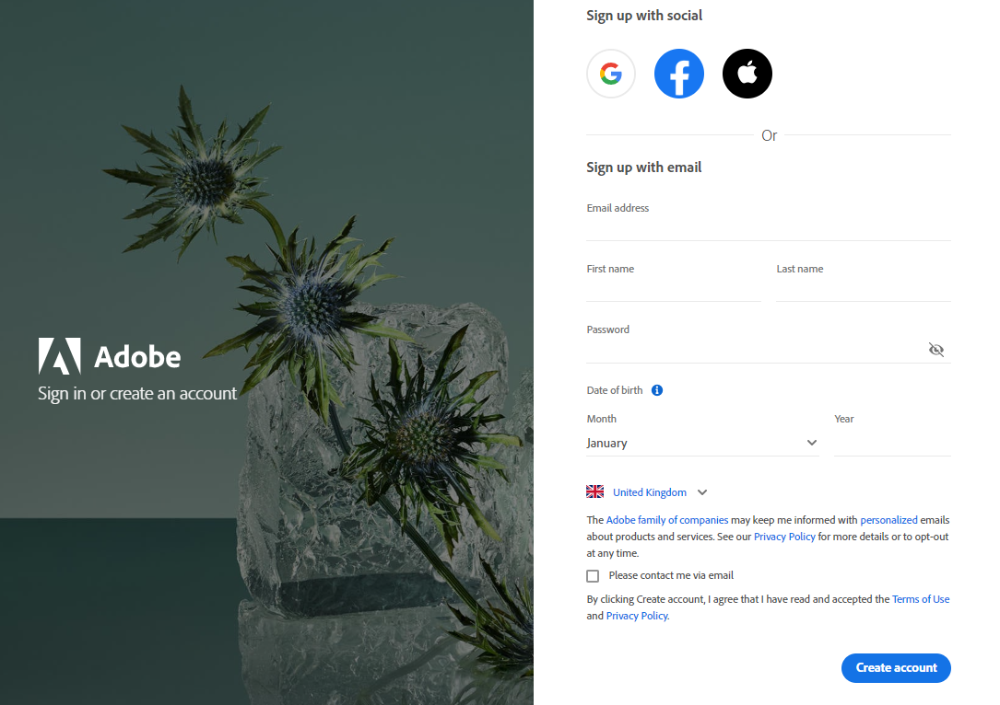 Adobe
Sign in or create an account
Sign up with social
Or
Sign up with email
Email address
First name Last name
Password
Date of birth
Month Year
January
United Kingdom
The Adobe family of companies may keep me informed with personalized emails
about products and services. See our Privacy Policy for more details or to opt-out
at any time.
Please contact me via email
By clicking Create account, I agree that I have read and accepted the Terms of Use
and Privacy Policy.
Create account